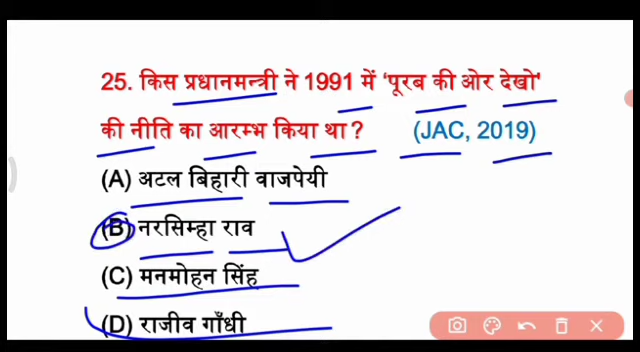 25. किस प्रधानमन्त्री ने 1991 में 'पूरब की ओर देखो'
की नीति का आरम्भ किया था? (JAC, 2019)
(A) अटल बिहारी वाजपेयी
(B) नरसिम्हा राव
(C) मनमोहन सिंह
(D) राजीव गाँधी